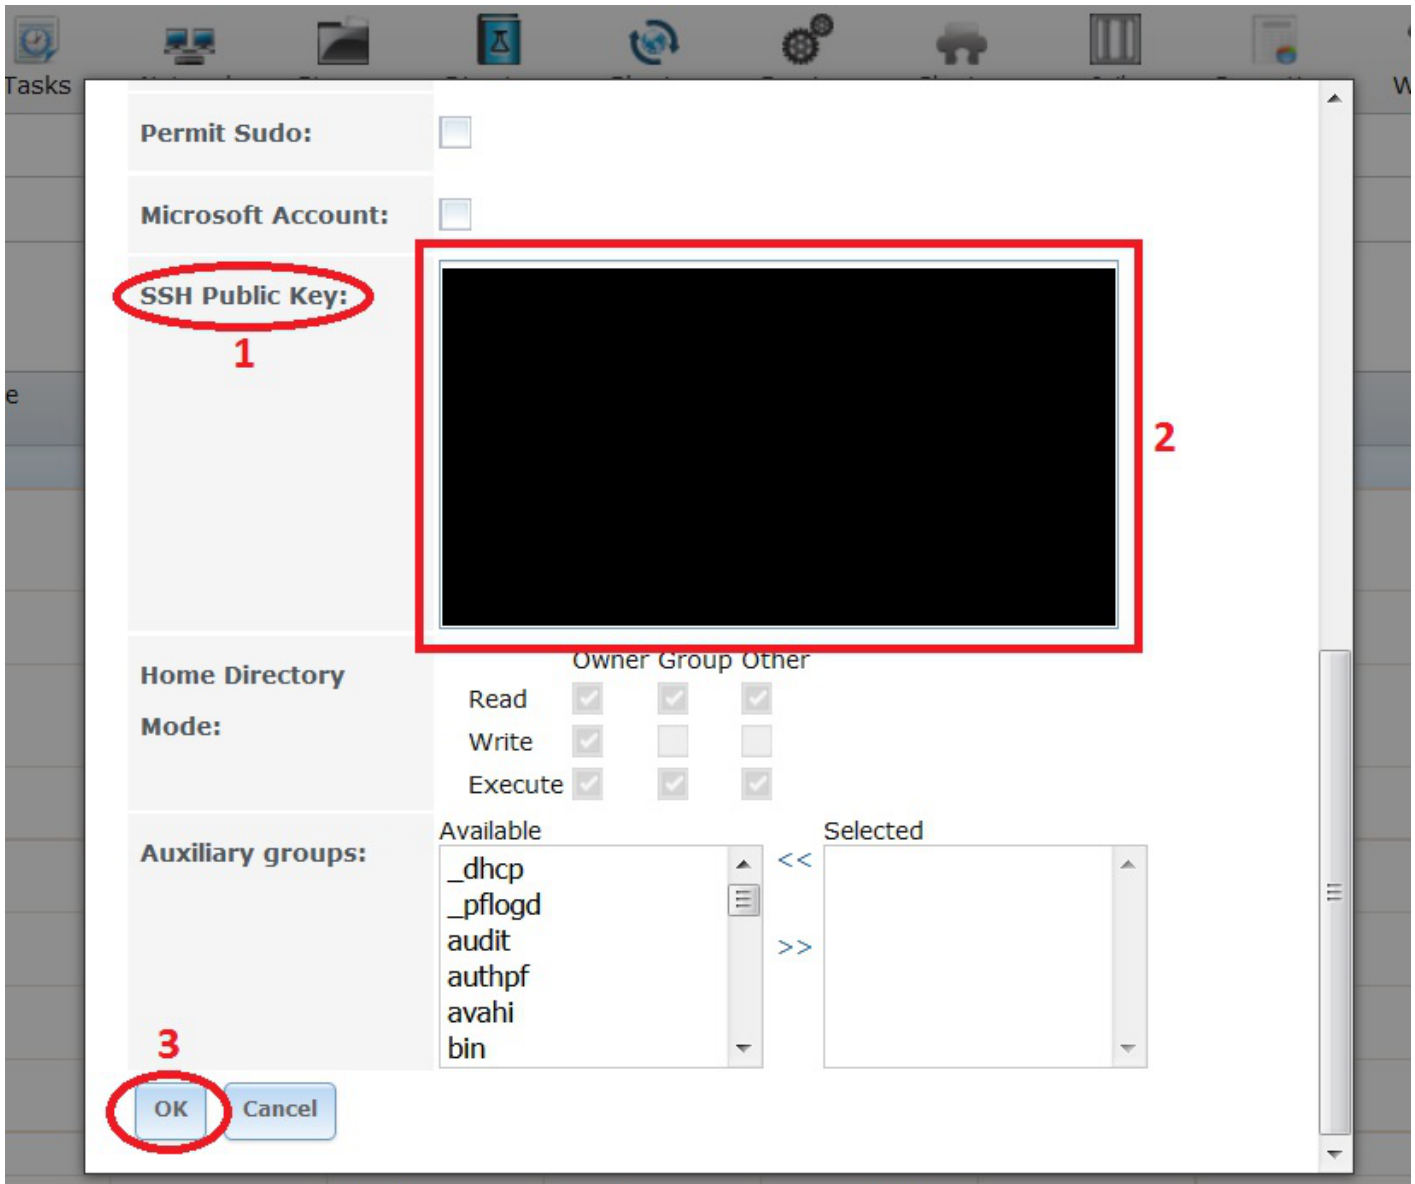 Tasks
W
Permit Sudo:
Microsoft Account:
SSH Public Key:
1
e
2
Home Directory
Mode:
Owner Group Other
Read
Write
Execute
Auxiliary groups:
Available
Selected
<<
>>
_dhcp
_pflogd
audit
authpf
avahi
bin
3
OK
Cancel